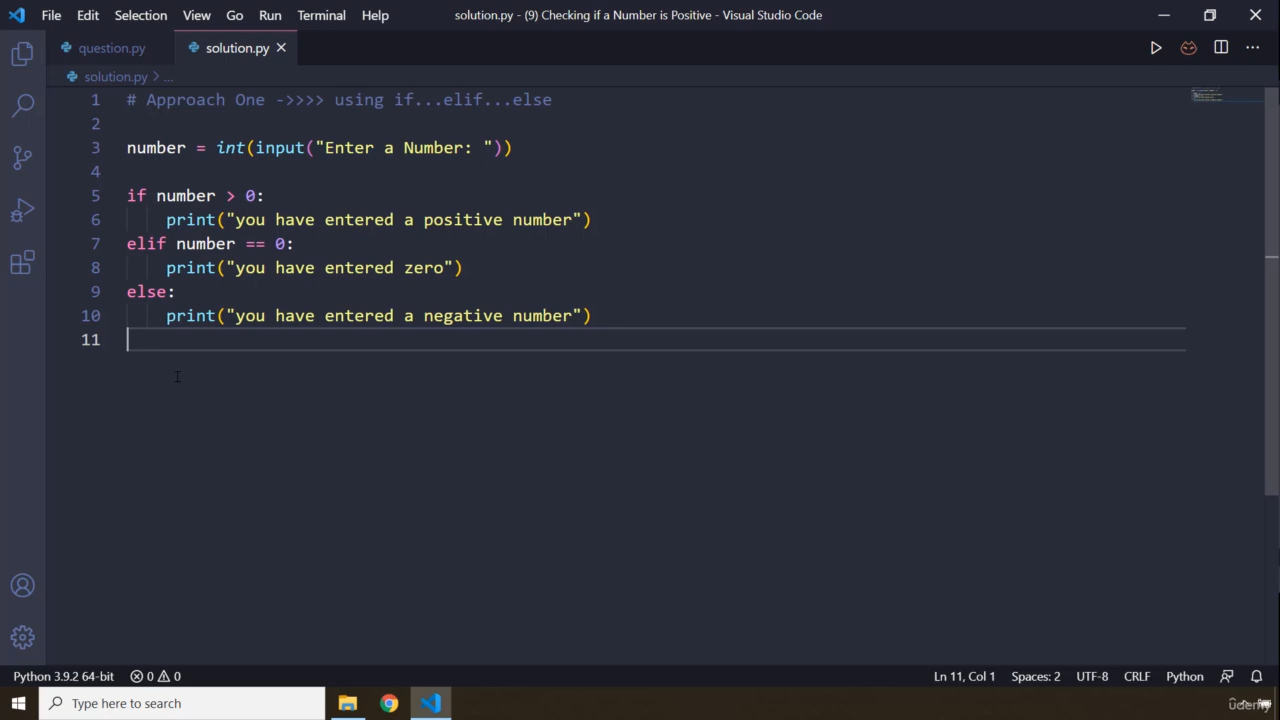 File Edit Selection View Go Run Terminal Help solution.py - (9) Checking if a Number is Positive - Visual Studio Code
question.py solution.py
solution.py > ...
1 # Approach One ->>>> using if...elif...else
2
3 number = int(input("Enter a Number: "))
4
5 if number > 0:
6 print("you have entered a positive number")
7 elif number == 0:
8 print("you have entered zero")
9 else:
10 print("you have entered a negative number")
11
Python 3.9.2 64-bit 0 0 Ln 11, Col 1 Spaces: 2 UTF-8 CRLF Python
Type here to search
Udemy